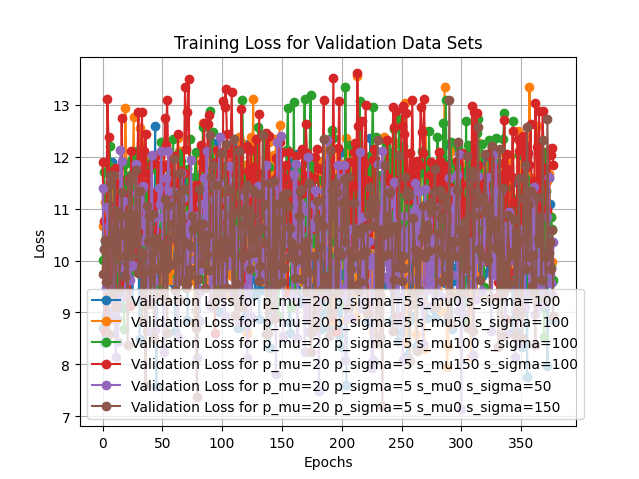 Training Loss for Validation Data Sets
13
12
11
10
9
8
7
Loss
Validation Loss for p_mu=20 p_sigma=5 s_mu0 s_sigma=100
Validation Loss for p_mu=20 p_sigma=5 s_mu50 s_sigma=100
Validation Loss for p_mu=20 p_sigma=5 s_mu100 s_sigma=100
Validation Loss for p_mu=20 p_sigma=5 s_mu150 s_sigma=100
Validation Loss for p_mu=20 p_sigma=5 s_mu0 s_sigma=50
Validation Loss for p_mu=20 p_sigma=5 s_mu0 s_sigma=150
0 50 100 150 200 250 300 350
Epochs